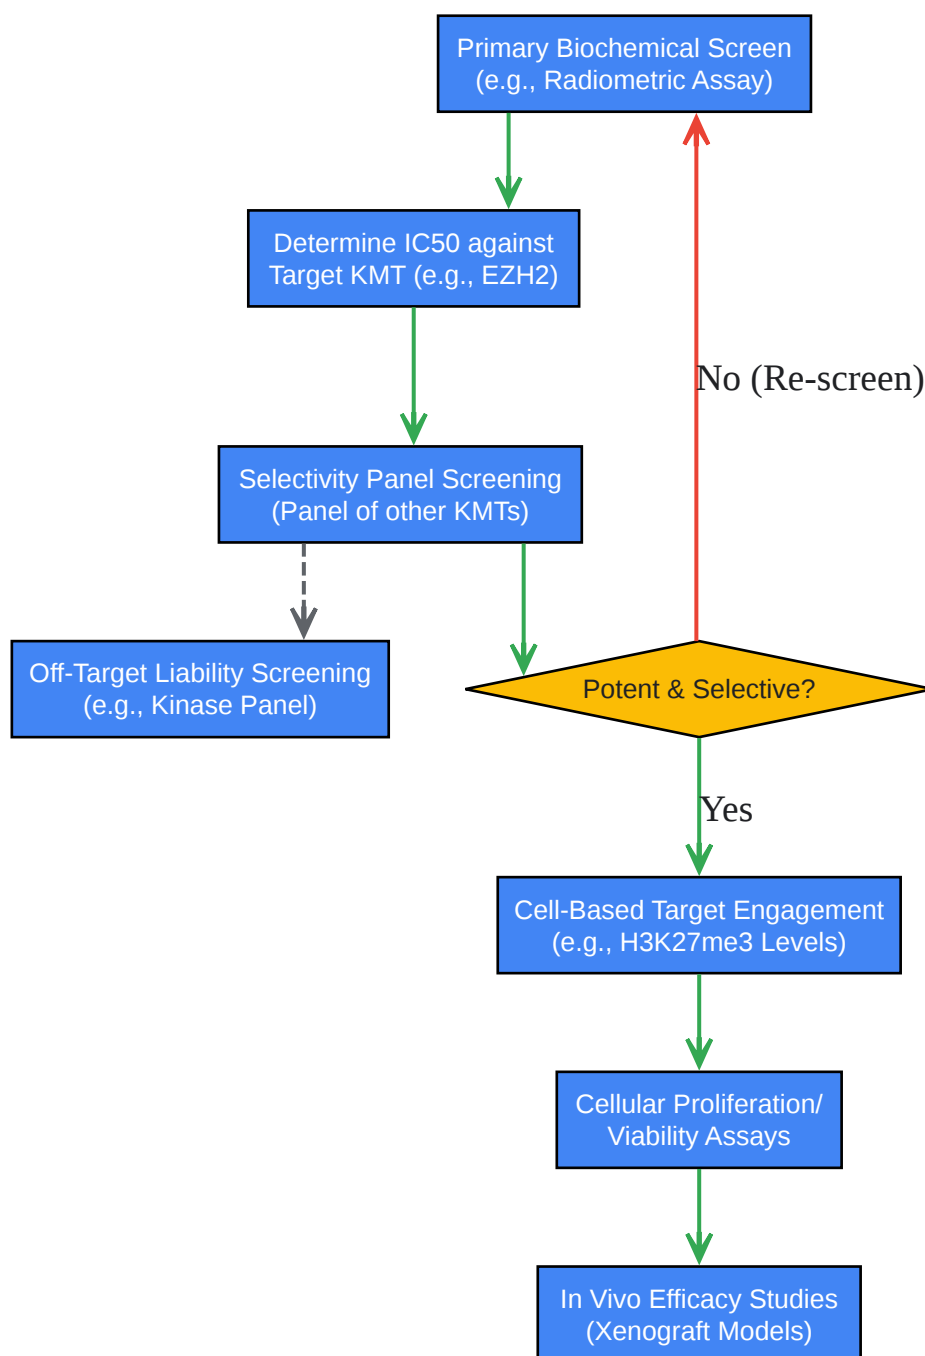 Primary Biochemical Screen
(e.g., Radiometric Assay)
Determine IC50 against
Target KMT (e.g., EZH2)
No (Re-screen)
Selectivity Panel Screening
(Panel of other KMTs)
Off-Target Liability Screening
(e.g., Kinase Panel)
Potent & Selective?
Yes
Cell-Based Target Engagement
(e.g., H3K27me3 Levels)
Cellular Proliferation/
Viability Assays
In Vivo Efficacy Studies
(Xenograft Models)